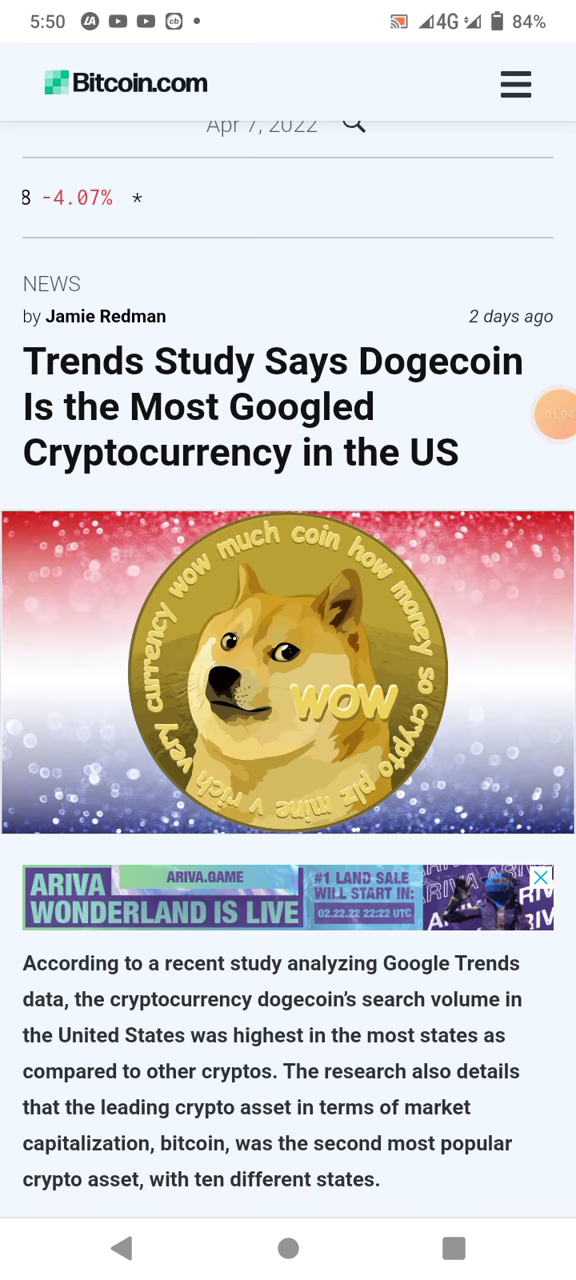 5:50 LA cb 4G 84%
Bitcoin.com
Apr 7, 2022
8 -4.07% *
NEWS
by Jamie Redman 2 days ago
Trends Study Says Dogecoin
Is the Most Googled
Cryptocurrency in the US
01:04
very currency wow much coin how money so crypto plz mine v rich
WOW
ARIVA
WONDERLAND IS LIVE
ARIVA.GAME
#1 LAND SALE
WILL START IN:
02.22.22 22:22 UTC
According to a recent study analyzing Google Trends
data, the cryptocurrency dogecoin's search volume in
the United States was highest in the most states as
compared to other cryptos. The research also details
that the leading crypto asset in terms of market
capitalization, bitcoin, was the second most popular
crypto asset, with ten different states.